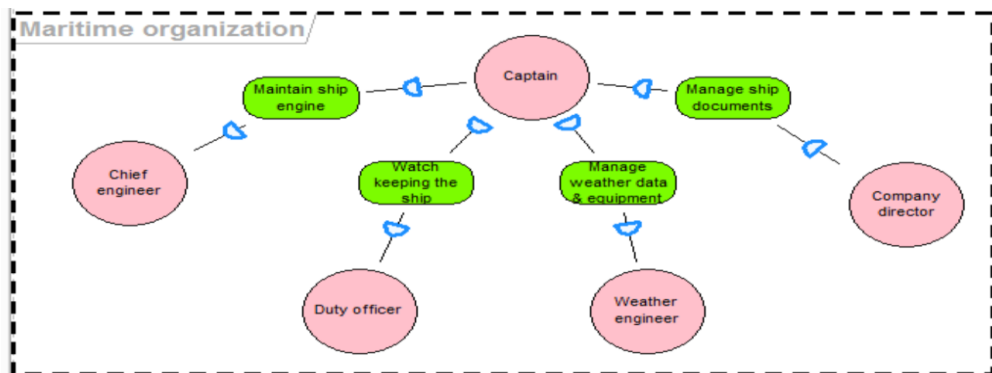 Maritime organization
Captain
Maintain ship
engine
Manage ship
documents
Chief
engineer
Watch
keeping the
ship
Manage
weather data
& equipment
Company
director
Duty officer
Weather
engineer